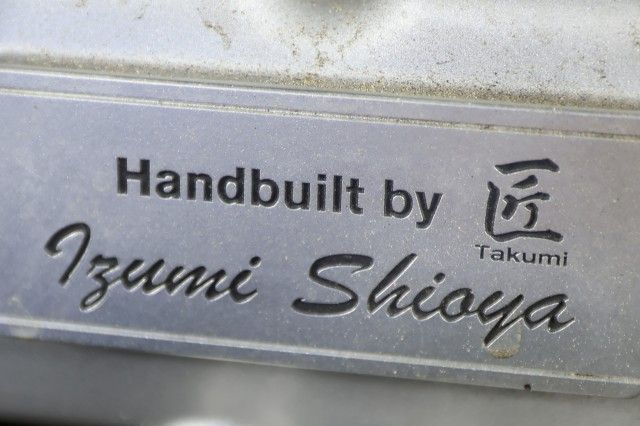 Handbuilt by 匠
Takumi
Izumi Shioya